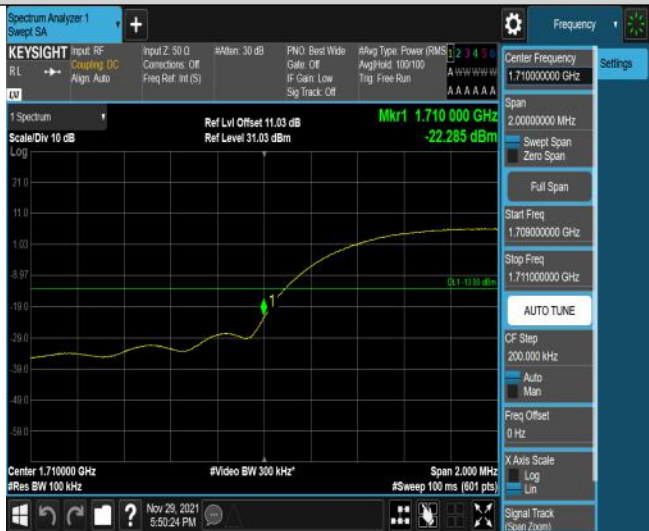 Spectrum Analyzer 1
Swept SA
+
Frequency
KEYSIGHT
RL
LXI
Input: RF
Coupling: DC
Align: Auto
Input Z: 50 Ω
Corrections: Off
Freq Ref: Int (S)
#Atten: 30 dB
PNO: Best Wide
Gate: Off
IF Gain: Low
Sig Track: Off
#Avg Type: Power (RMS
Avg|Hold: 100/100
Trig: Free Run
1 2 3 4 5 6
A W W W W W
A A A A A A
1 Spectrum
Scale/Div 10 dB
Log
Ref Lvl Offset 11.03 dB
Ref Level 31.03 dBm
Mkr1 1.710 000 GHz
-22.285 dBm
21.0
11.0
1.03
-8.97
-19.0
-29.0
-39.0
-49.0
-59.0
DL1 -13.00 dBm
1
Center 1.710000 GHz
#Res BW 100 kHz
#Video BW 300 kHz*
Span 2.000 MHz
#Sweep 100 ms (601 pts)
Center Frequency
1.710000000 GHz
Settings
Span
2.00000000 MHz
Swept Span
Zero Span
Full Span
Start Freq
1.709000000 GHz
Stop Freq
1.711000000 GHz
AUTO TUNE
CF Step
200.000 kHz
Auto
Man
Freq Offset
0 Hz
X Axis Scale
Log
Lin
Signal Track
(Span Zoom)
?
Nov 29, 2021
5:50:24 PM